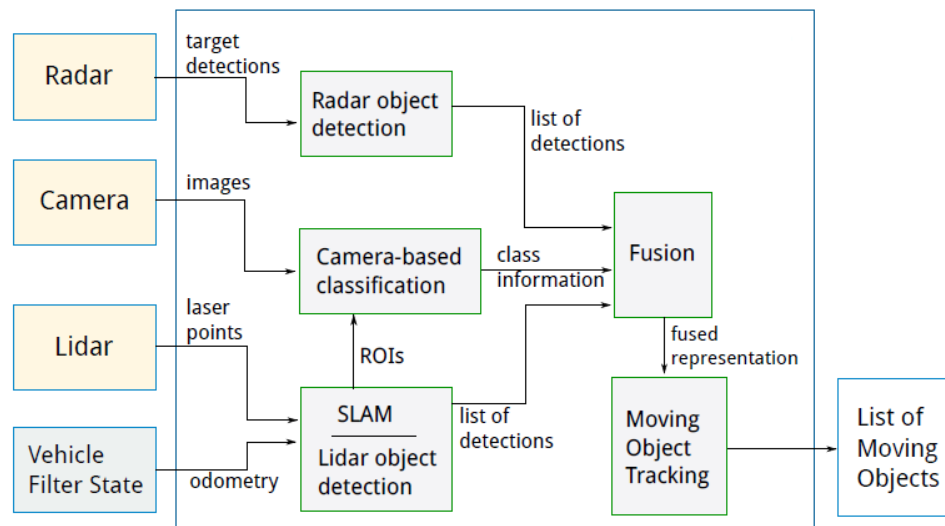 Radar
target
detections
Radar object
detection
list of
detections
Camera
images
Camera-based
classification
class
information
Fusion
Lidar
laser
points
ROIs
fused
representation
Vehicle
Filter State
odometry
SLAM
Lidar object
detection
list of
detections
Moving
Object
Tracking
List of
Moving
Objects